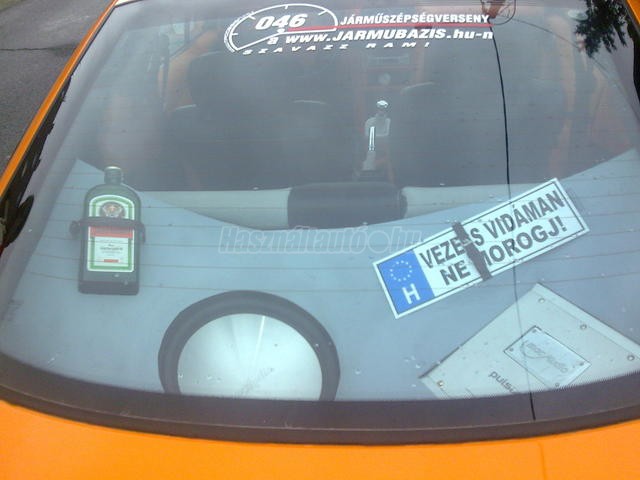 046 JÁRMŰSZÉPSÉGVERSENY
a www.JARMUBAZIS.hu-n
SZAVAZZ RÁM!
Használtautó.hu
VEZESS VIDÁMAN
NE MOROGJ!
H